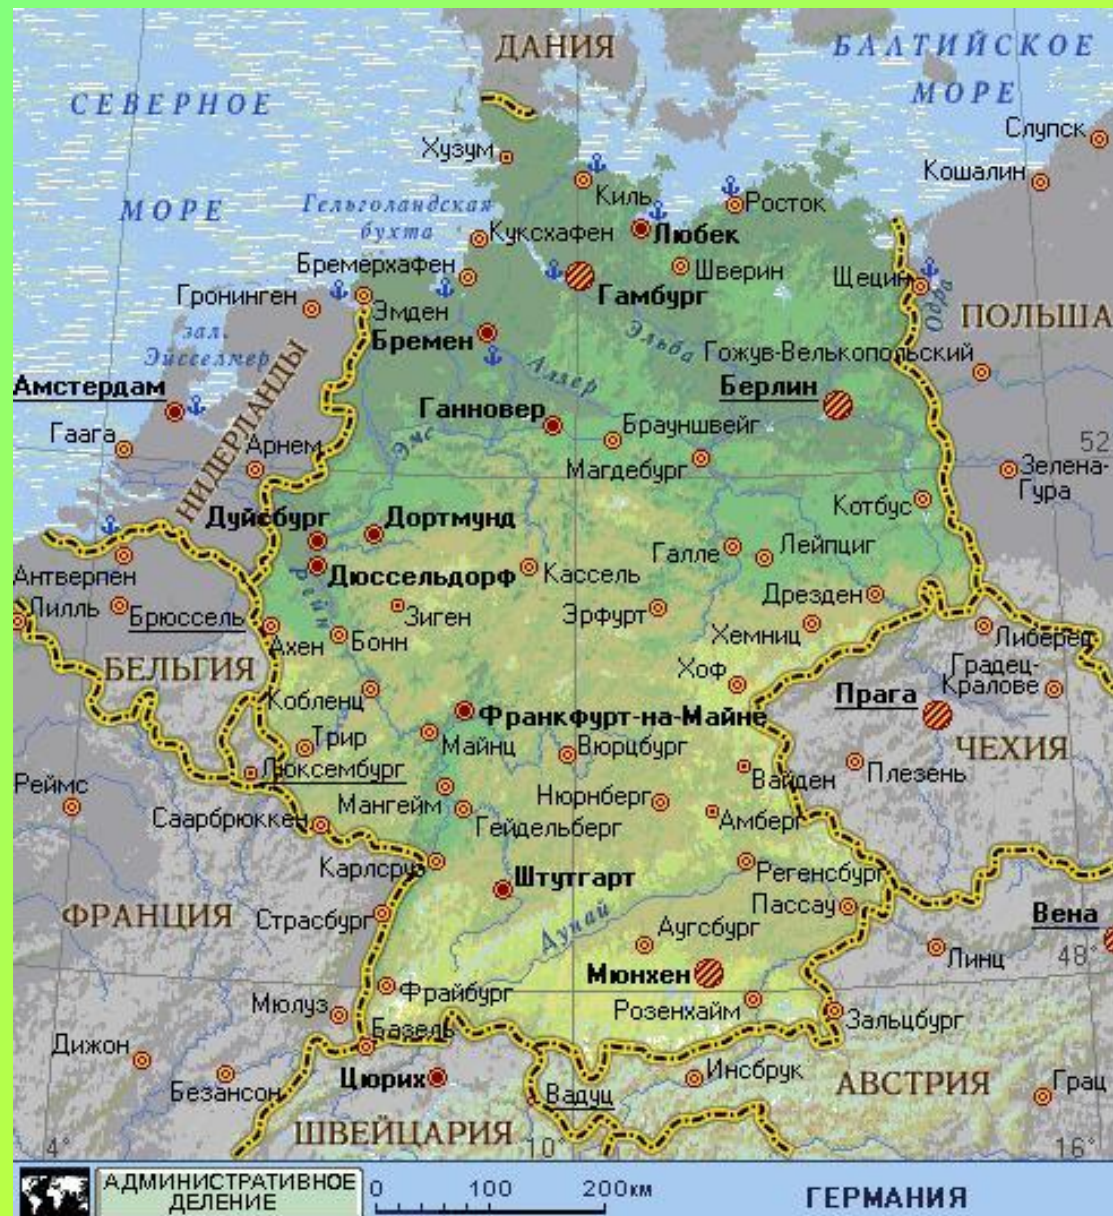 ДАНИЯ
БАЛТИЙСКОЕ
МОРЕ
СЕВЕРНОЕ
МОРЕ
Слупск
Хузум
Кошалин
Киль
Гельголандская
бухта
Росток
Куксхафен
Любек
Бремерхафен
Шверин
Щецин
Гронинген
Эмден
Гамбург
Одра
ПОЛЬША
зал.
Эйсселмер
Бремен
Эльба
Гожув-Велькопольский
НИДЕРЛАНДЫ
Амстердам
Аллер
Берлин
Ганновер
Гаага
Эмс
Брауншвейг
Арнем
52
Магдебург
Зелена-
Гура
Котбус
Дуйсбург
Дортмунд
Галле
Лейпциг
Антверпен
Дюссельдорф
Кассель
Рейн
Лилль
Брюссель
Зиген
Эрфурт
Дрезден
Ахен
Бонн
Хемниц
Либерец
БЕЛЬГИЯ
Хоф
Градец-
Кралове
Кобленц
Прага
Франкфурт-на-Майне
Трир
Майнц
Вюрцбург
ЧЕХИЯ
Люксембург
Вайден
Плезень
Реймс
Мангейм
Нюрнберг
Саарбрюккен
Гейдельберг
Амберг
Карлсруэ
Регенсбург
Штутгарт
ФРАНЦИЯ
Страсбург
Дунай
Пассау
Вена
Аугсбург
Линц
48°
Мюнхен
Фрайбург
Мюлуз
Розенхайм
Зальцбург
Базель
Дижон
Безансон
Цюрих
Инсбрук
АВСТРИЯ
Грац
Вадуц
ШВЕЙЦАРИЯ
4°
10°
16°
АДМИНИСТРАТИВНОЕ
ДЕЛЕНИЕ
0 100 200км
ГЕРМАНИЯ